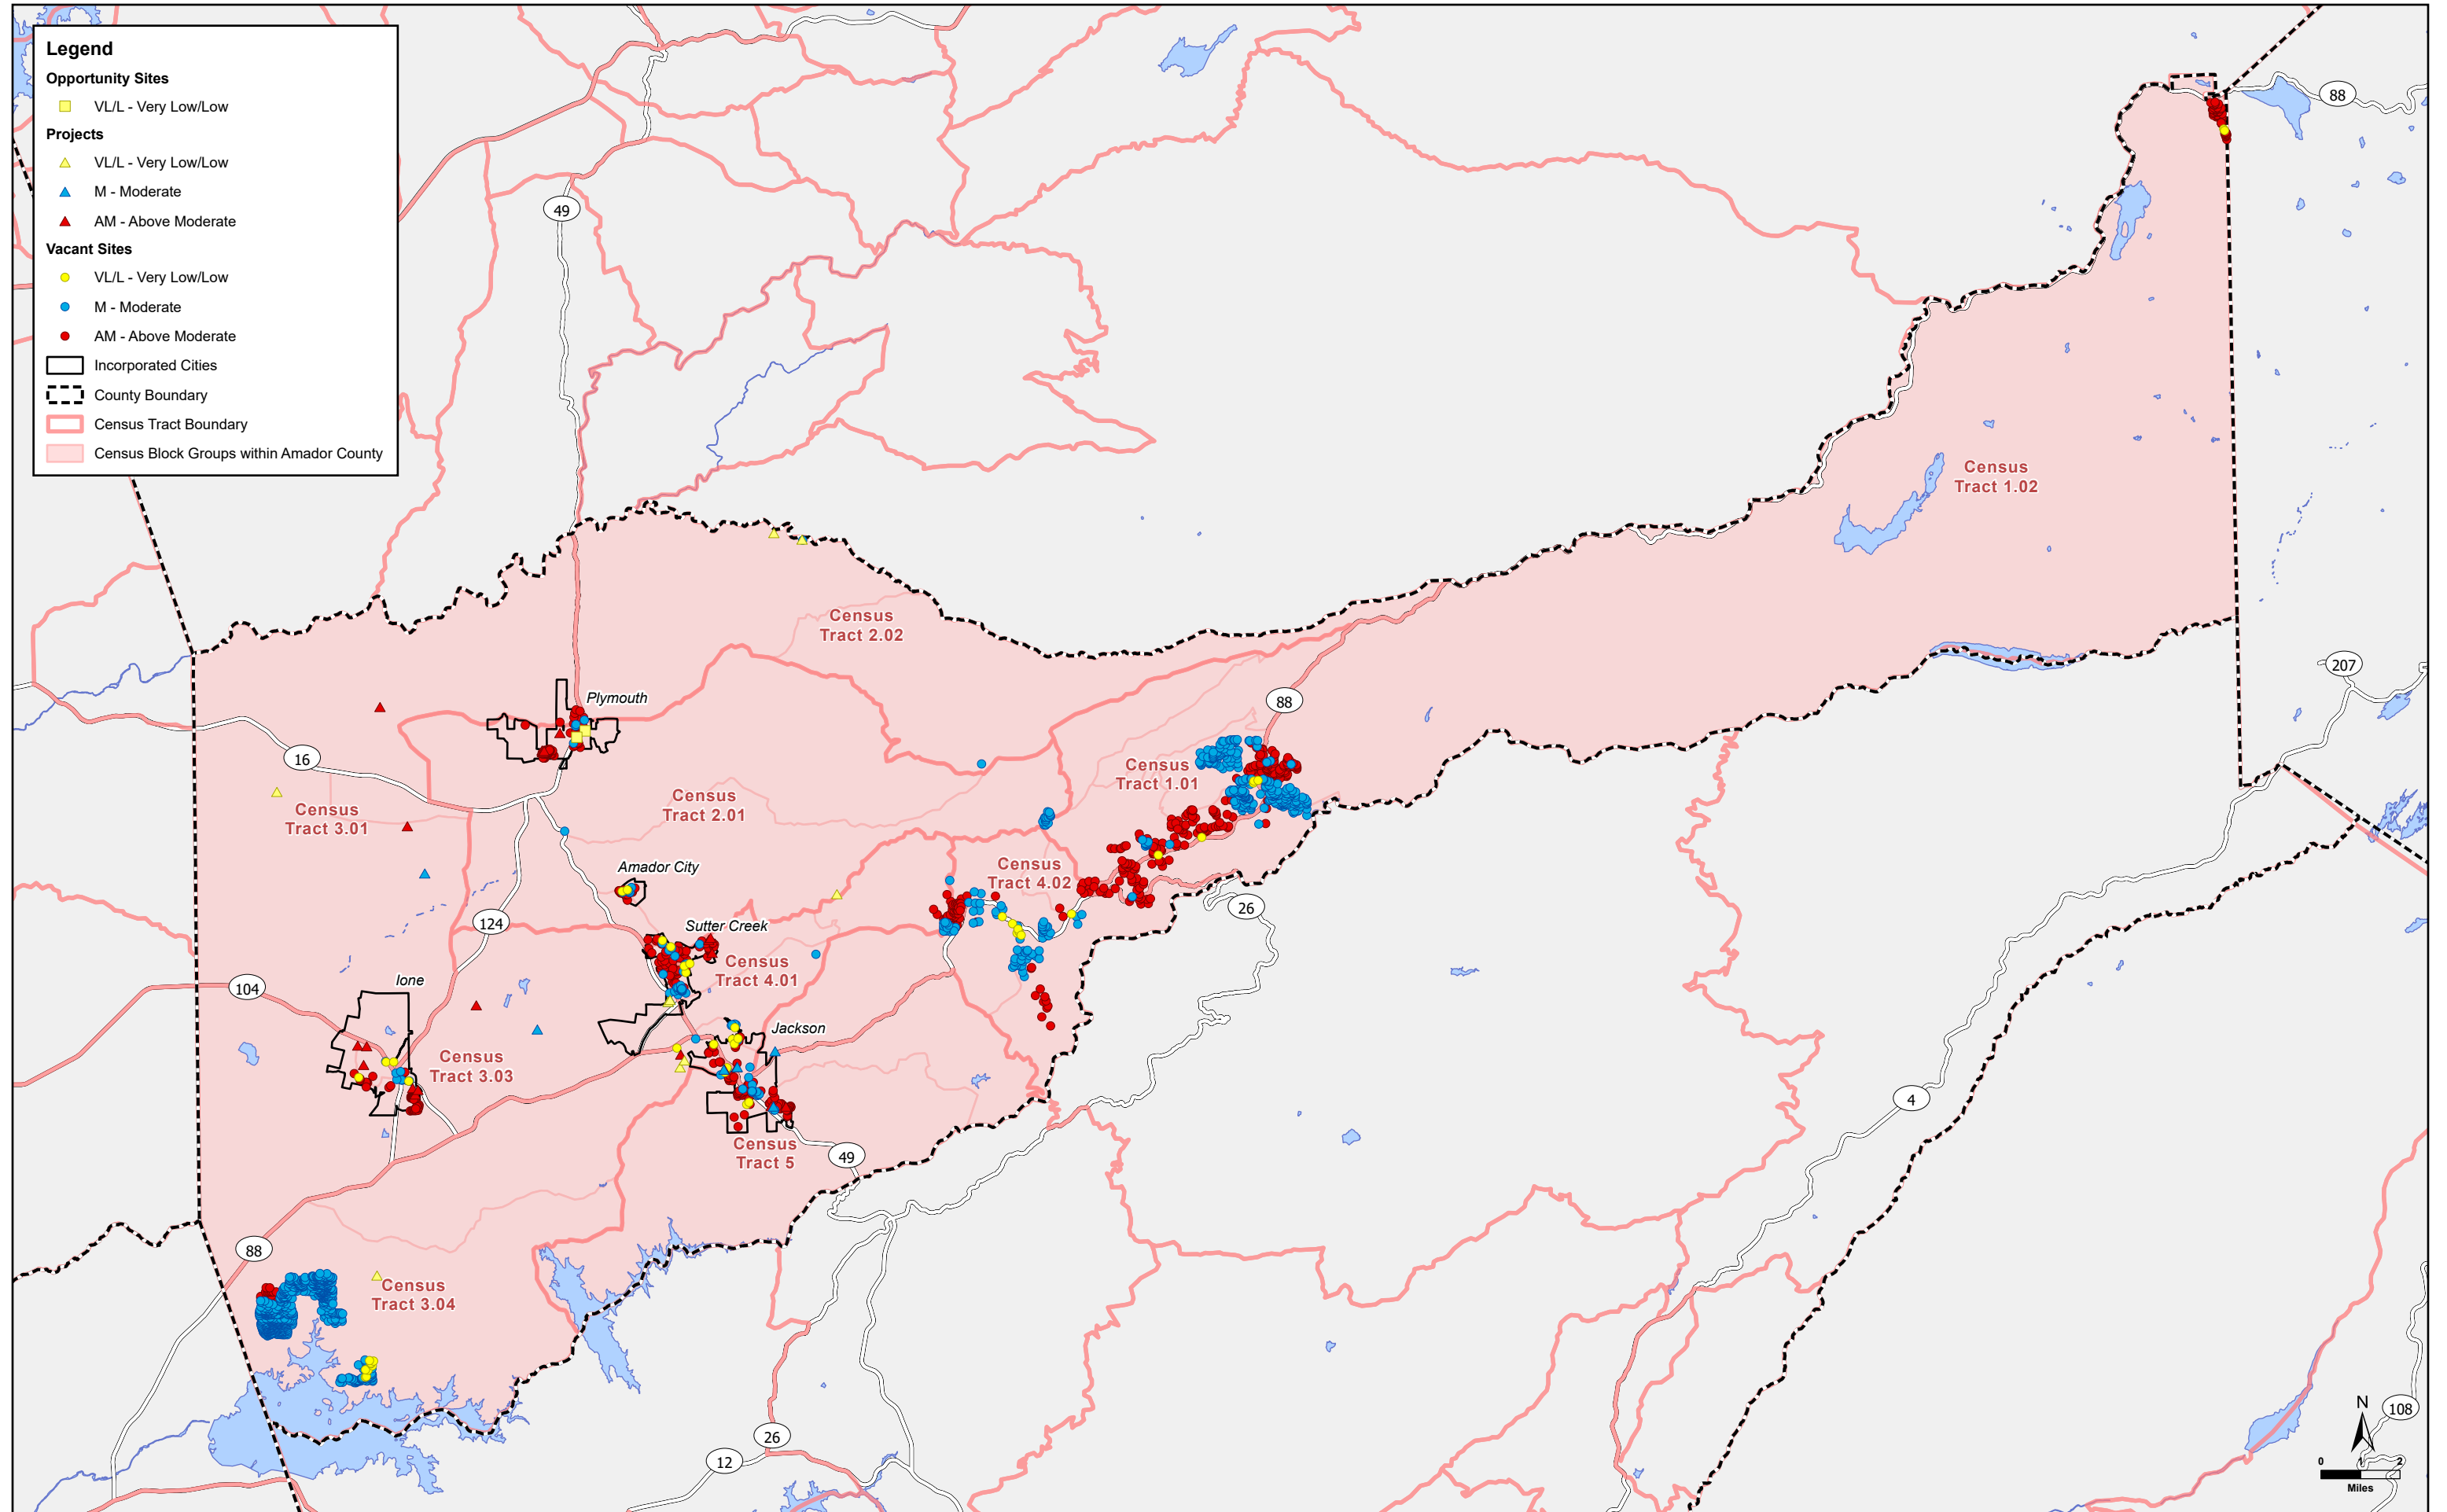 Legend
Opportunity Sites
VL/L - Very Low/Low
Projects
VL/L - Very Low/Low
M - Moderate
AM - Above Moderate
Vacant Sites
VL/L - Very Low/Low
M - Moderate
AM - Above Moderate
Incorporated Cities
County Boundary
Census Tract Boundary
Census Block Groups within Amador County
88
49
Census
Tract 1.02
Census
Tract 2.02
207
Plymouth
88
16
Census
Tract 1.01
Census
Tract 2.01
Census
Tract 3.01
Amador City
Census
Tract 4.02
26
124
Sutter Creek
Census
Tract 4.01
Ione
104
Jackson
Census
Tract 3.03
4
Census
Tract 5
49
88
Census
Tract 3.04
N
108
26
12
0 1 2
Miles